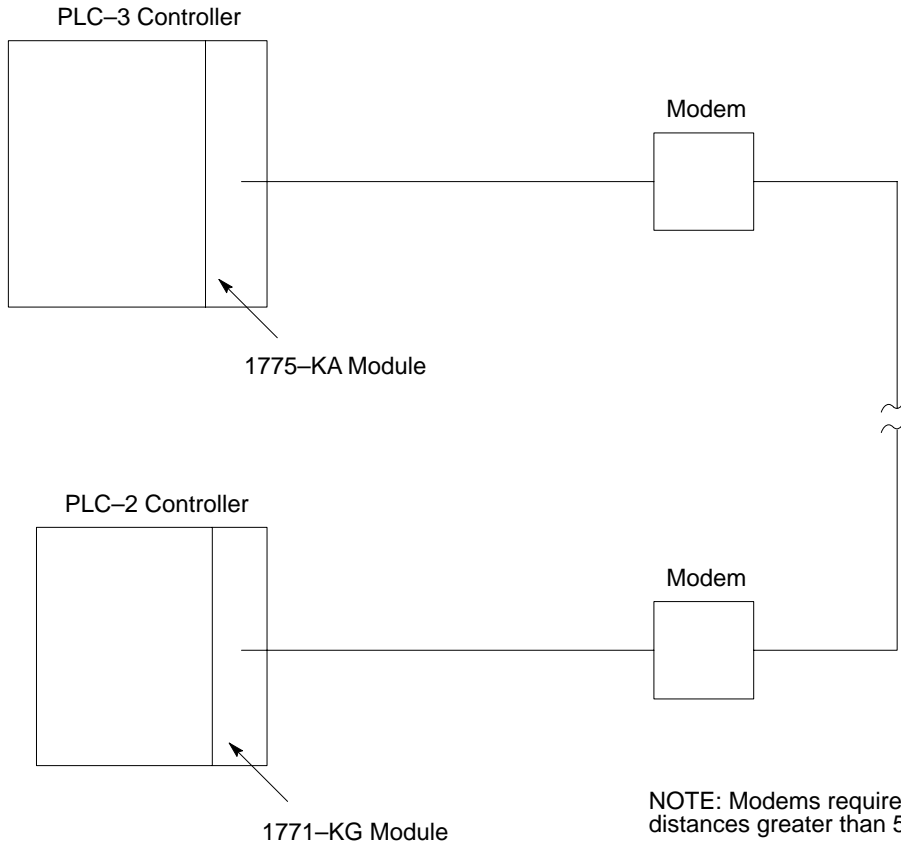 PLC–3 Controller
Modem
1775–KA Module
PLC–2 Controller
Modem
1771–KG Module
NOTE: Modems require
distances greater than 5